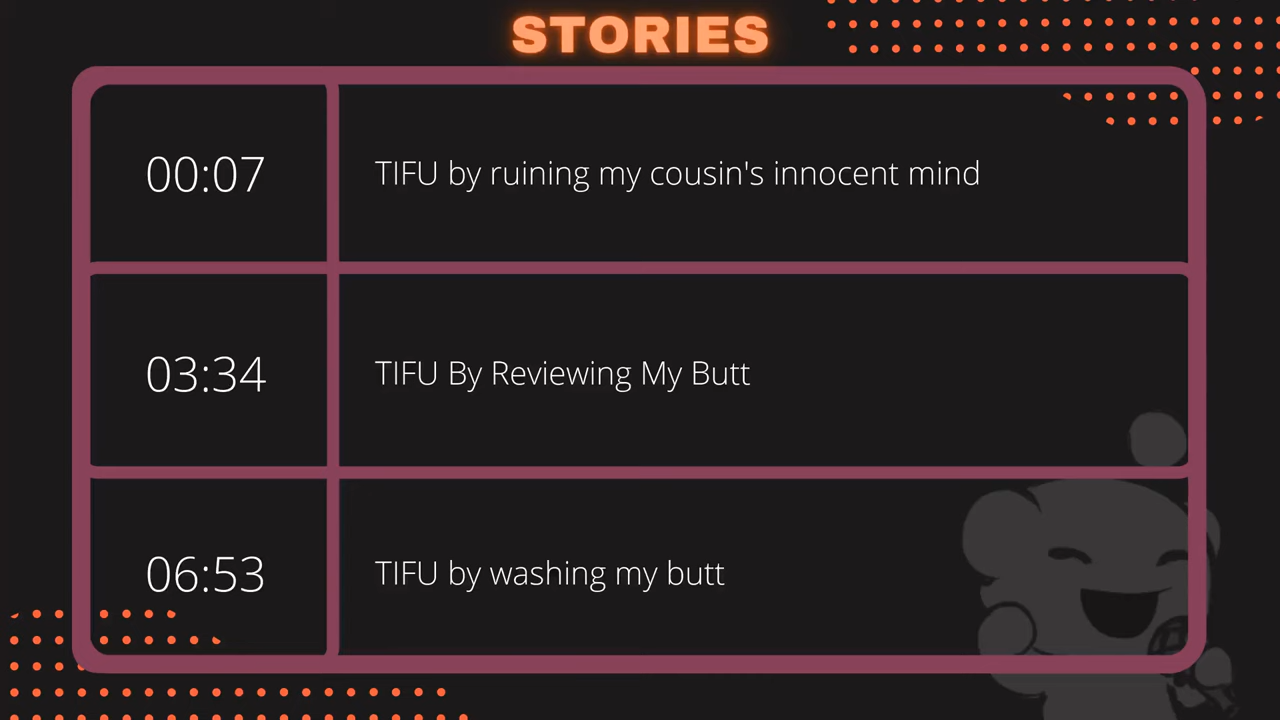 STORIES
00:07
TIFU by ruining my cousin's innocent mind
03:34
TIFU By Reviewing My Butt
06:53
TIFU by washing my butt